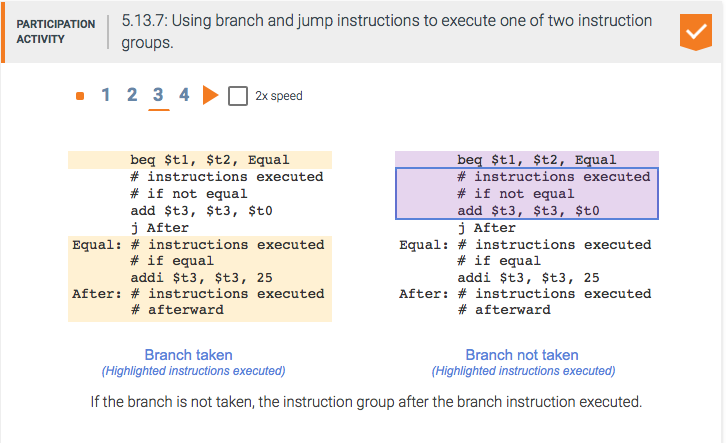 PARTICIPATION
ACTIVITY
5.13.7: Using branch and jump instructions to execute one of two instruction
groups.
1 2 3 4 2x speed
beq $t1, $t2, Equal
# instructions executed
# if not equal
add $t3, $t3, $t0
j After
Equal: # instructions executed
# if equal
addi $t3, $t3, 25
After: # instructions executed
# afterward
Branch taken
(Highlighted instructions executed)
beq $t1, $t2, Equal
# instructions executed
# if not equal
add $t3, $t3, $t0
j After
Equal: # instructions executed
# if equal
addi $t3, $t3, 25
After: # instructions executed
# afterward
Branch not taken
(Highlighted instructions executed)
If the branch is not taken, the instruction group after the branch instruction executed.